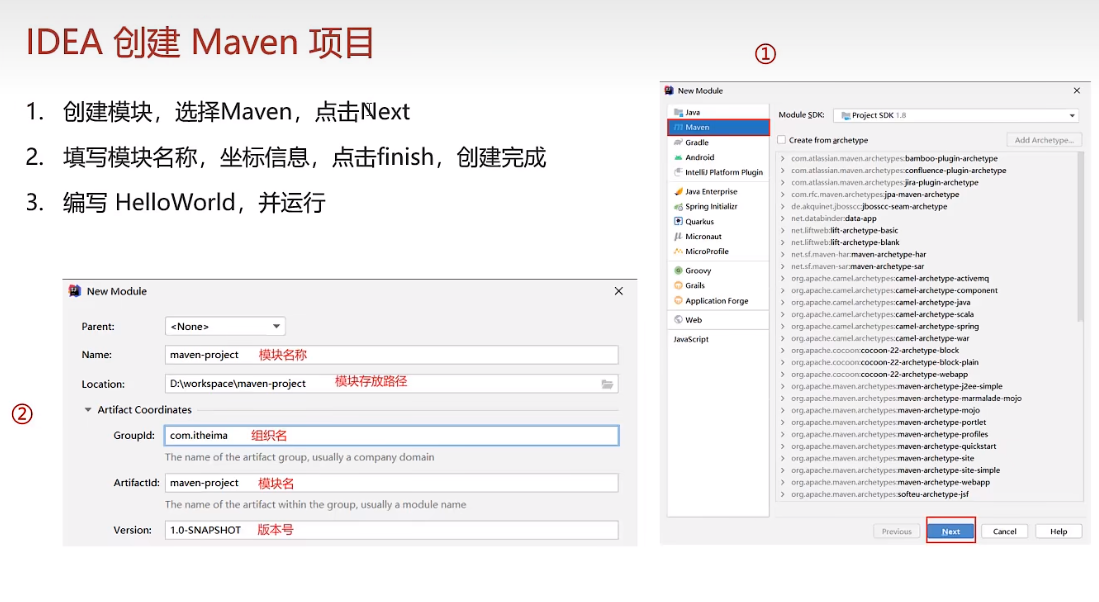 IDEA 创建 Maven 项目
1. 创建模块，选择Maven，点击Next
2. 填写模块名称，坐标信息，点击finish，创建完成
3. 编写 HelloWorld，并运行
①
New Module
Java
Maven
Gradle
Android
IntelliJ Platform Plugin
Java Enterprise
Spring Initializr
Quarkus
Micronaut
MicroProfile
Groovy
Grails
Application Forge
Web
JavaScript
Module SDK: Project SDK 1.8
Create from archetype
Add Archetype...
com.atlassian.maven.archetypes:bamboo-plugin-archetype
com.atlassian.maven.archetypes:confluence-plugin-archetype
com.atlassian.maven.archetypes:jira-plugin-archetype
com.rfc.maven.archetypes:jpa-maven-archetype
de.akquinet.jbosscc:jbosscc-seam-archetype
net.databinder:data-app
net.liftweb:lift-archetype-basic
net.liftweb:lift-archetype-blank
net.sf.maven-har:maven-archetype-har
net.sf.maven-sar:maven-archetype-sar
org.apache.camel.archetypes:camel-archetype-activemq
org.apache.camel.archetypes:camel-archetype-component
org.apache.camel.archetypes:camel-archetype-java
org.apache.camel.archetypes:camel-archetype-scala
org.apache.camel.archetypes:camel-archetype-spring
org.apache.camel.archetypes:camel-archetype-war
org.apache.cocoon:cocoon-22-archetype-block
org.apache.cocoon:cocoon-22-archetype-block-plain
org.apache.cocoon:cocoon-22-archetype-webapp
org.apache.maven.archetypes:maven-archetype-j2ee-simple
org.apache.maven.archetypes:maven-archetype-marmalade-mojo
org.apache.maven.archetypes:maven-archetype-mojo
org.apache.maven.archetypes:maven-archetype-portlet
org.apache.maven.archetypes:maven-archetype-profiles
org.apache.maven.archetypes:maven-archetype-quickstart
org.apache.maven.archetypes:maven-archetype-site
org.apache.maven.archetypes:maven-archetype-site-simple
org.apache.maven.archetypes:maven-archetype-webapp
org.apache.maven.archetypes:softeu-archetype-jsf
Previous Next Cancel Help
②
New Module
Parent: <None>
Name: maven-project 模块名称
Location: D:\workspace\maven-project 模块存放路径
Artifact Coordinates
GroupId: com.itheima 组织名
The name of the artifact group, usually a company domain
ArtifactId: maven-project 模块名
The name of the artifact within the group, usually a module name
Version: 1.0-SNAPSHOT 版本号